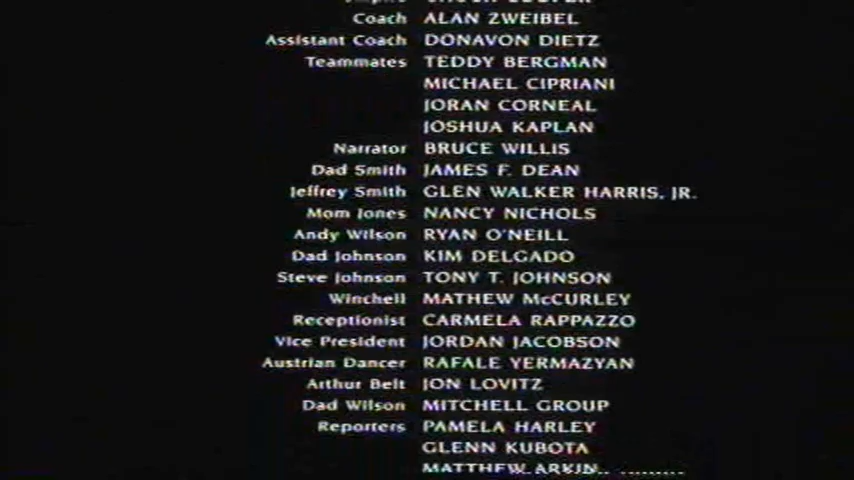 Coach ALAN ZWEIBEL
Assistant Coach DONAVON DIETZ
Teammates TEDDY BERGMAN
MICHAEL CIPRIANI
JORAN CORNEAL
JOSHUA KAPLAN
Narrator BRUCE WILLIS
Dad Smith JAMES F. DEAN
Jeffrey Smith GLEN WALKER HARRIS, JR.
Mom Jones NANCY NICHOLS
Andy Wilson RYAN O'NEILL
Dad Johnson KIM DELGADO
Steve Johnson TONY T. JOHNSON
Winchell MATHEW McCURLEY
Receptionist CARMELA RAPPAZZO
Vice President JORDAN JACOBSON
Austrian Dancer RAFALE YERMAZYAN
Arthur Belt JON LOVITZ
Dad Wilson MITCHELL GROUP
Reporters PAMELA HARLEY
GLENN KUBOTA
MATTHEW ARKIN